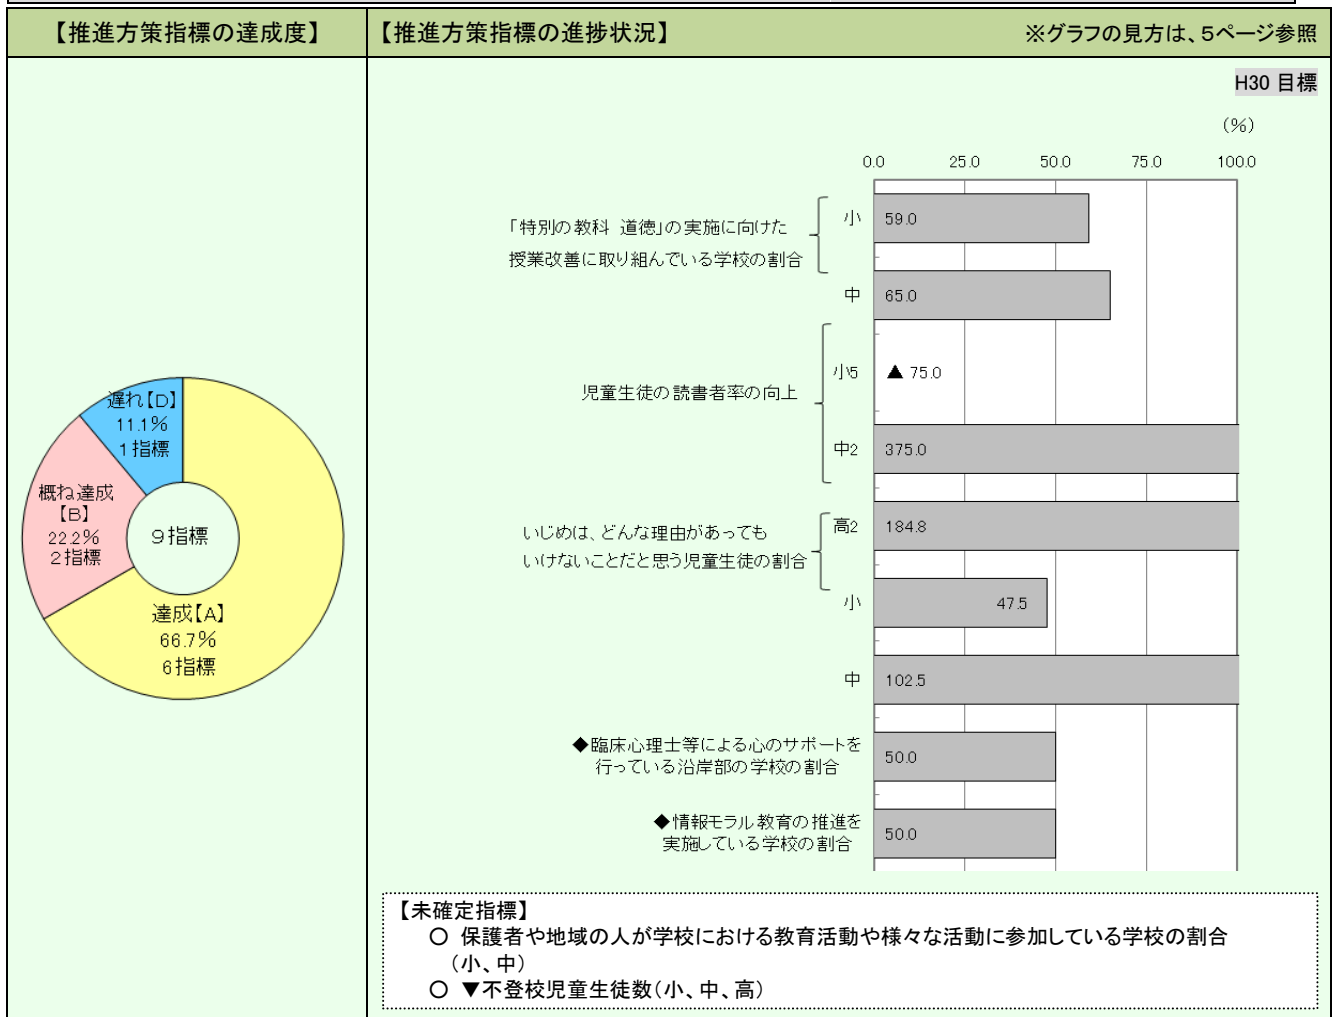 【推進方策指標の達成度】
【推進方策指標の進捗状況】
※グラフの見方は、5ページ参照
遅れ【D】
11.1%
1指標
概ね達成
【B】
22.2%
2指標
9指標
達成【A】
66.7%
6指標
H30 目標
(%)
0.0 25.0 50.0 75.0 100.0
「特別の教科 道徳」の実施に向けた
授業改善に取り組んでいる学校の割合
小 59.0
中 65.0
児童生徒の読書者率の向上
小5 ▲ 75.0
中2 375.0
いじめは、どんな理由があっても
いけないことだと思う児童生徒の割合
高2 184.8
小 47.5
中 102.5
◆臨床心理士等による心のサポートを
行っている沿岸部の学校の割合
50.0
◆情報モラル教育の推進を
実施している学校の割合
50.0
【未確定指標】
〇 保護者や地域の人が学校における教育活動や様々な活動に参加している学校の割合
(小、中)
〇 ▼不登校児童生徒数(小、中、高)